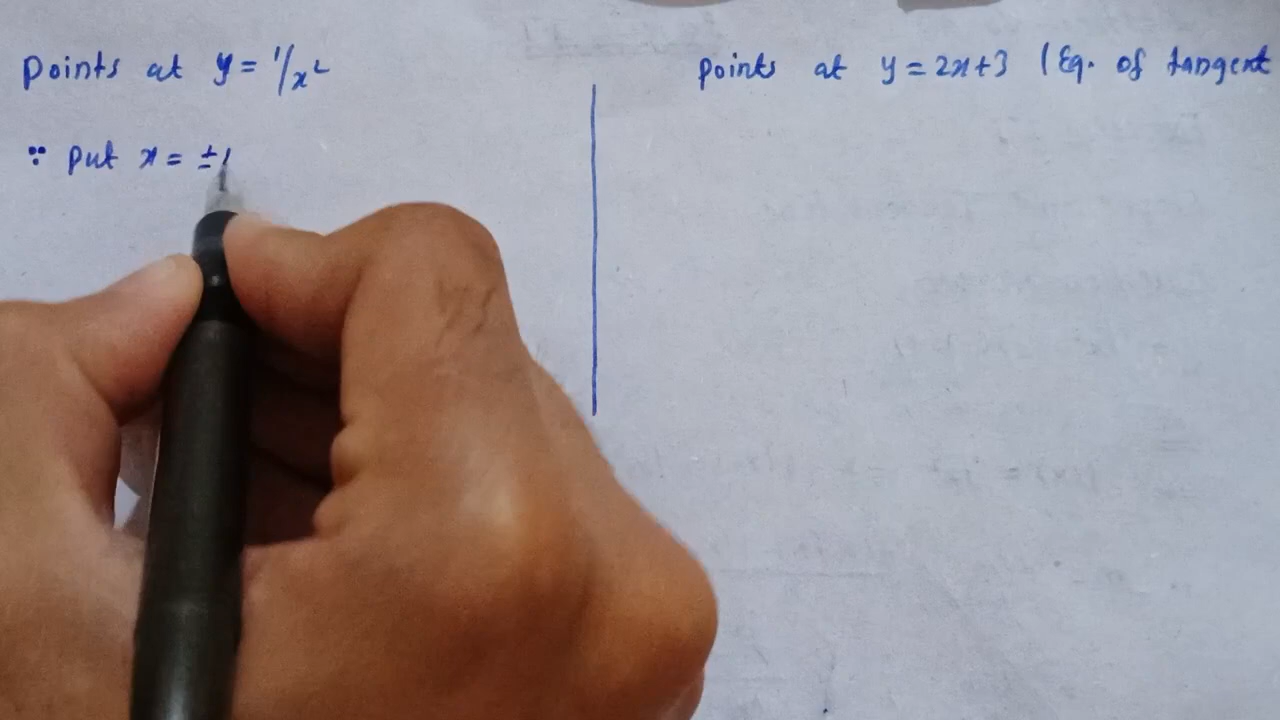 points at y = 1/x²
points at y = 2x+3 (Eq. of tangent
∵ put x = ±1